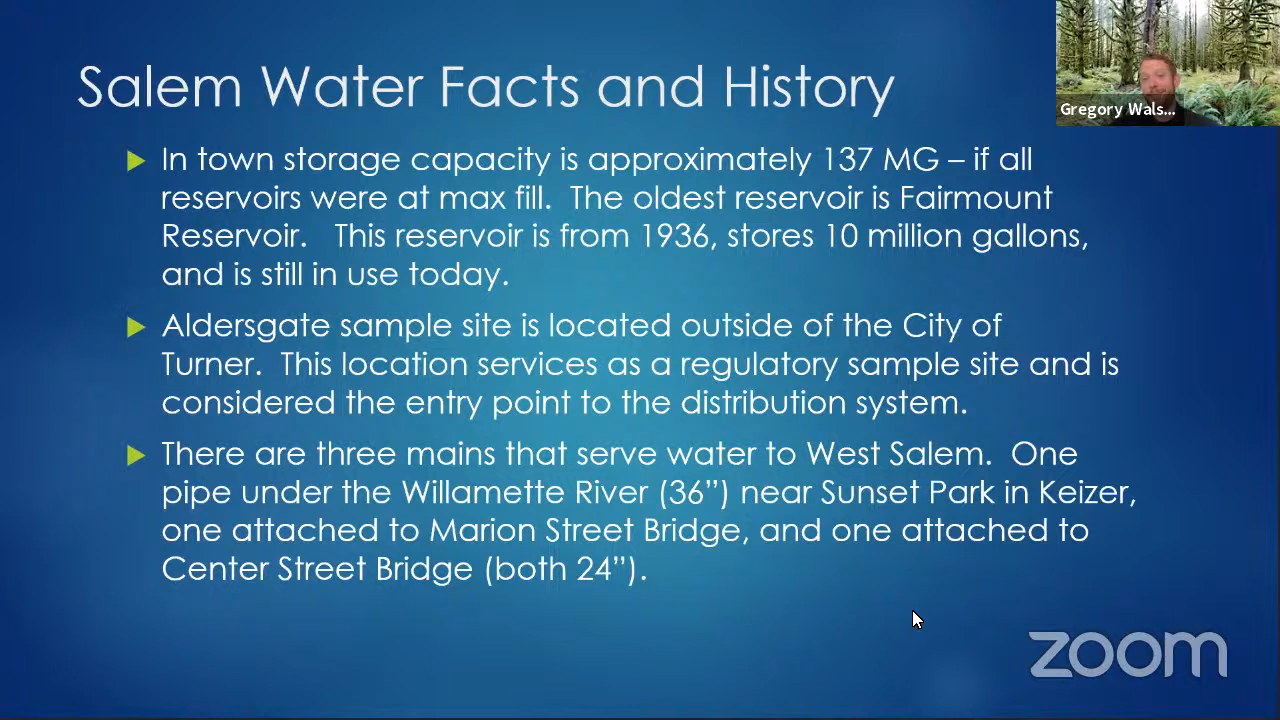 Salem Water Facts and History
Gregory Wals...
In town storage capacity is approximately 137 MG – if all
reservoirs were at max fill.  The oldest reservoir is Fairmount
Reservoir.   This reservoir is from 1936, stores 10 million gallons,
and is still in use today.
Aldersgate sample site is located outside of the City of
Turner.  This location services as a regulatory sample site and is
considered the entry point to the distribution system.
There are three mains that serve water to West Salem.  One
pipe under the Willamette River (36”) near Sunset Park in Keizer,
one attached to Marion Street Bridge, and one attached to
Center Street Bridge (both 24”).
zoom